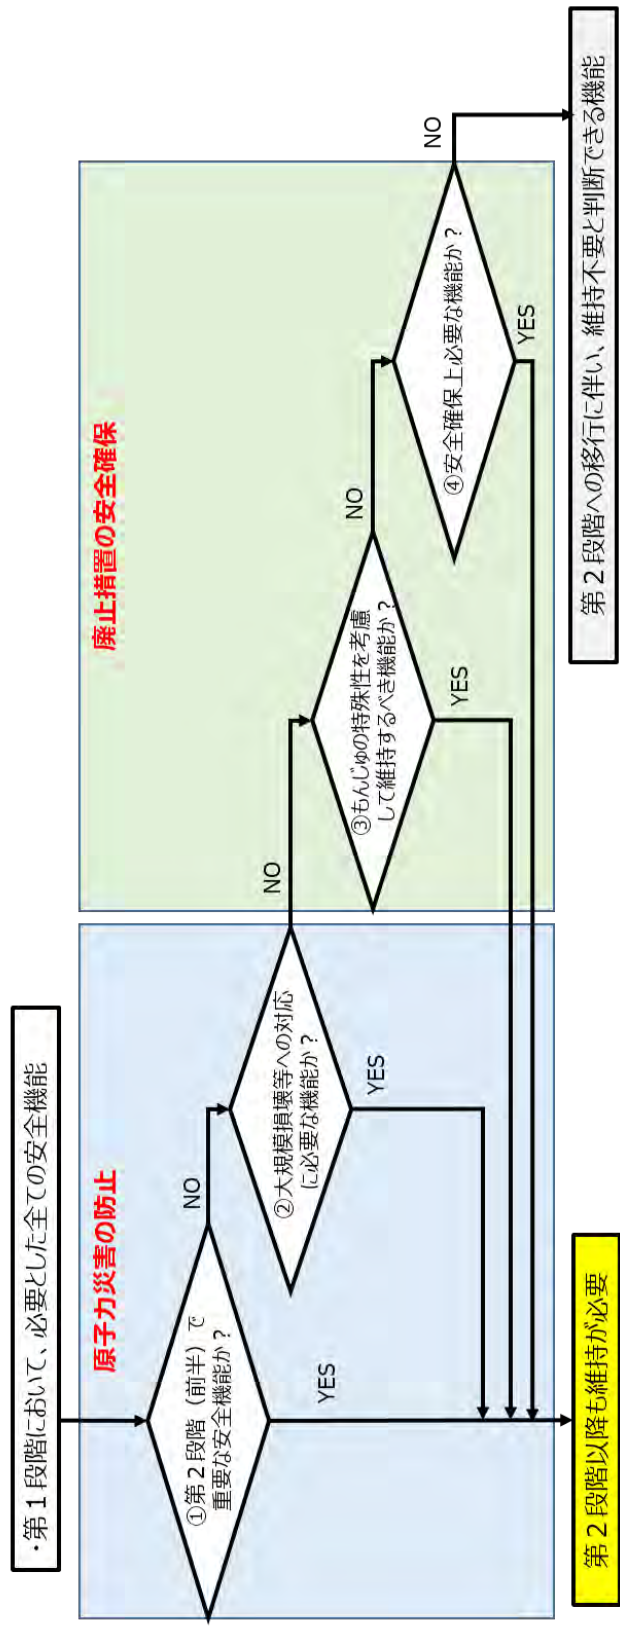 ・第１段階において、必要とした全ての安全機能
原子力災害の防止
①第２段階（前半）で
重要な安全機能か？
YES
NO
②大規模損壊等への対応
に必要な機能か？
YES
NO
廃止措置の安全確保
③もんじゅの特殊性を考慮
して維持するべき機能か？
YES
NO
④安全確保上必要な機能か？
YES
NO
第２段階以降も維持が必要
第２段階への移行に伴い、維持不要と判断できる機能